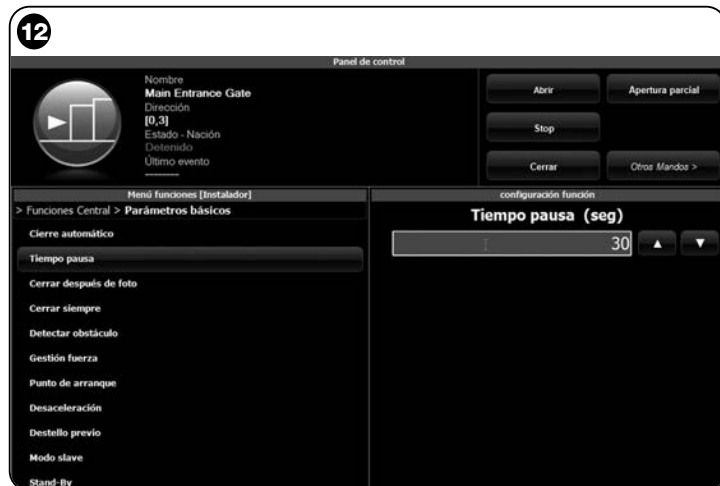 12
Panel de control
Nombre
Main Entrance Gate
Dirección
[0,3]
Estado - Nación
Detenido
Último evento
--------
Abrir
Apertura parcial
Stop
Cerrar
Otros Mandos >
Menú funciones [Instalador]
> Funciones Central > Parámetros básicos
Cierre automático
Tiempo pausa
Cerrar después de foto
Cerrar siempre
Detectar obstáculo
Gestión fuerza
Punto de arranque
Desaceleración
Destello previo
Modo slave
Stand-By
configuración función
Tiempo pausa (seg)
30